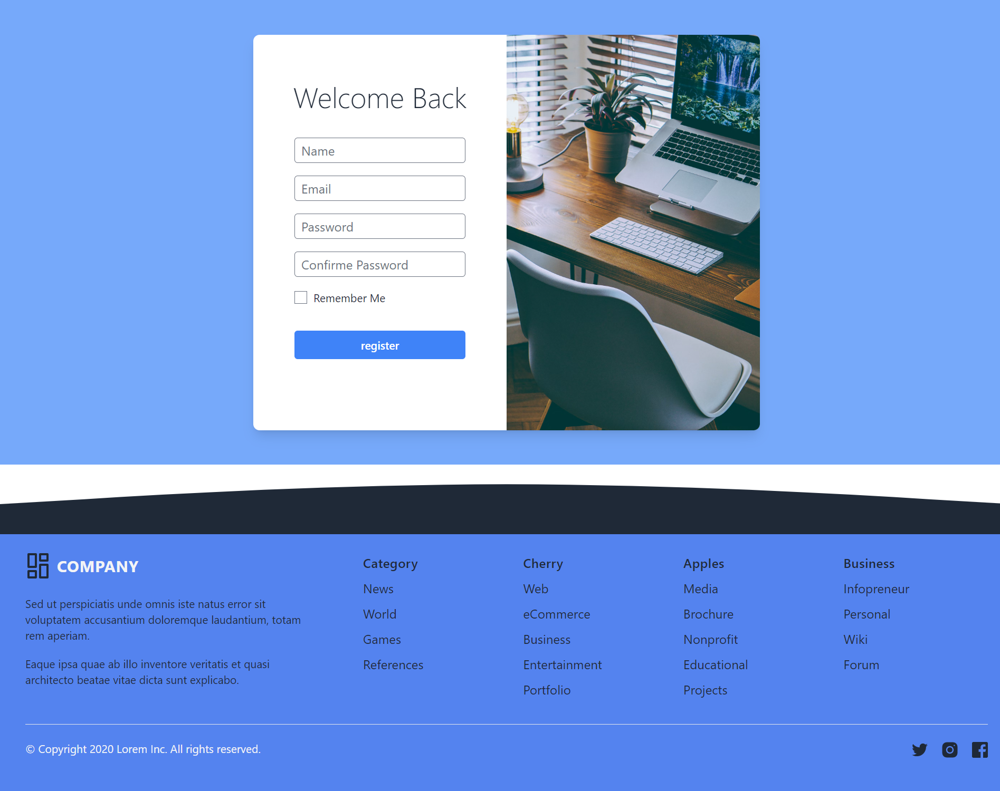 Welcome Back
Name
Email
Password
Confirme Password
Remember Me
register
COMPANY
Sed ut perspiciatis unde omnis iste natus error sit
voluptatem accusantium doloremque laudantium, totam
rem aperiam.
Eaque ipsa quae ab illo inventore veritatis et quasi
architecto beatae vitae dicta sunt explicabo.
Category
News
World
Games
References
Cherry
Web
eCommerce
Business
Entertainment
Portfolio
Apples
Media
Brochure
Nonprofit
Educational
Projects
Business
Infopreneur
Personal
Wiki
Forum
© Copyright 2020 Lorem Inc. All rights reserved.